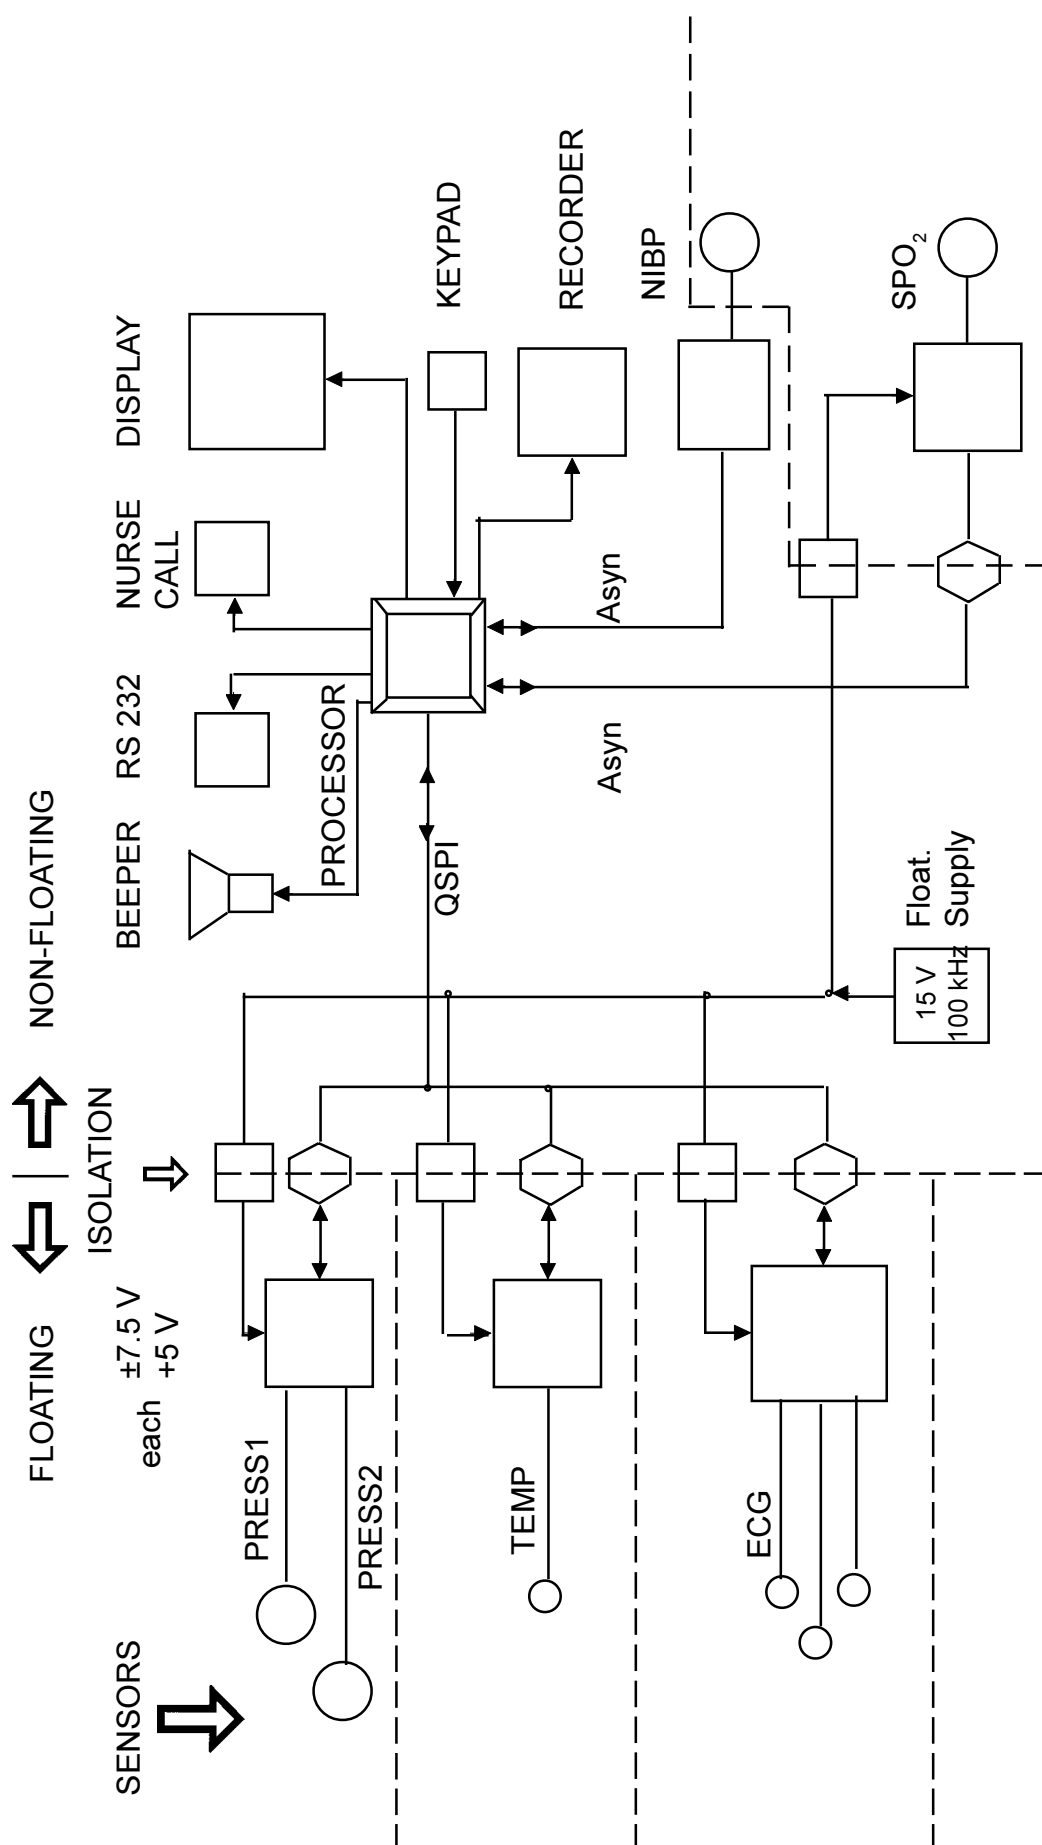 FLOATING
NON-FLOATING
ISOLATION
SENSORS
±7.5 V
+5 V
each
BEEPER
RS 232
NURSE
CALL
DISPLAY
PRESS1
PRESS2
PROCESSOR
KEYPAD
QSPI
RECORDER
TEMP
Asyn
Asyn
NIBP
ECG
Float.
Supply
15 V
100 kHz
SPO₂